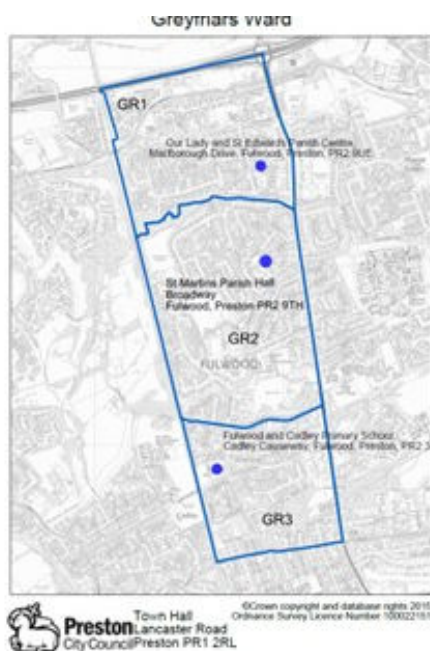 Greyfriars Ward
GR1
Our Lady and St Edwards Parish Centre,
Marlborough Drive, Fulwood, Preston, PR2 9UE
St Martins Parish Hall
Broadway
Fulwood, Preston PR2 9TH
GR2
FULWOOD
Fulwood and Cadley Primary School,
Cadley Causeway, Fulwood, Preston, PR2 3
GR3
Preston
City Council
Town Hall
Lancaster Road
Preston PR1 2RL
©Crown copyright and database rights
Ordnance Survey Licence Number